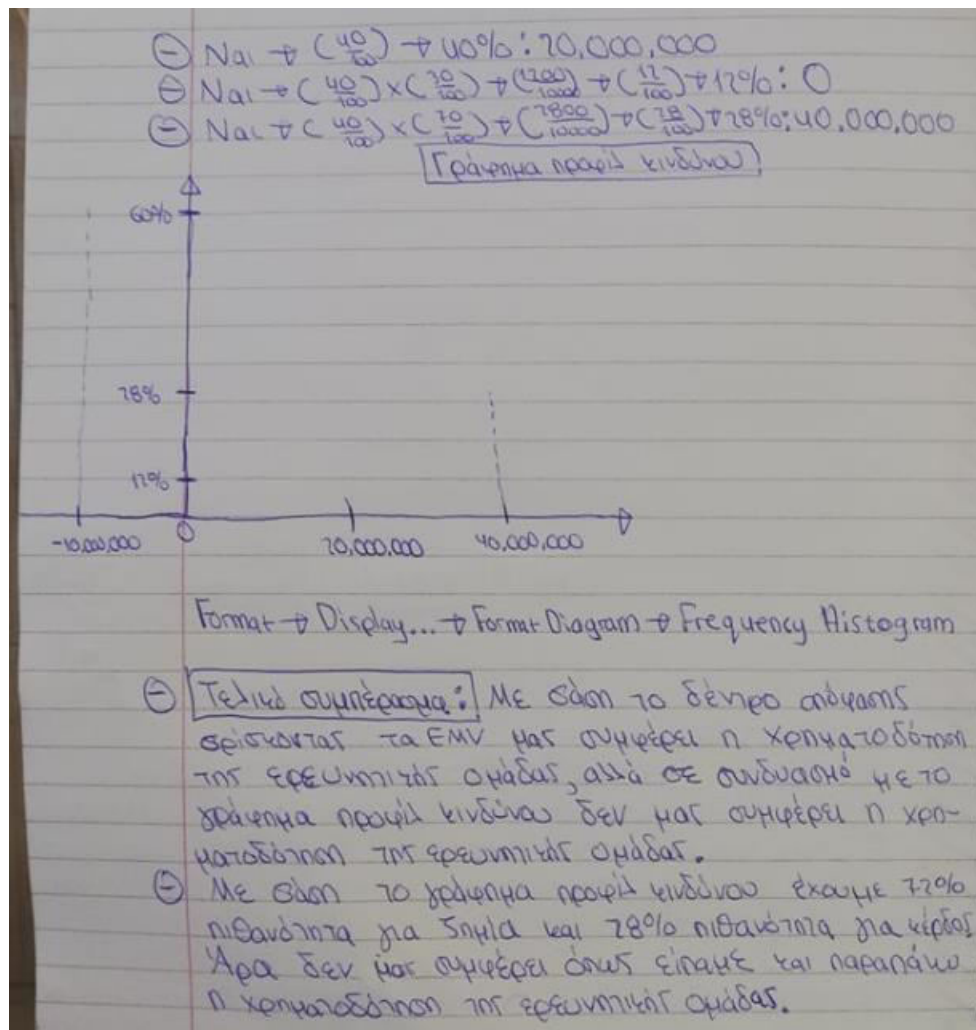 ⊖ Ναι → (40/100) → 40% : 20,000,000
⊖ Ναι → (40/100) × (30/100) → (1200/1000) → (12/100) → 12% : 0
⊖ Ναι → (40/100) × (70/100) → (2800/10000) → (28/100) → 28% : 40.000,000
Γράφημα προφίλ κινδύνου
60%
28%
12%
-10,000,000 0 20,000,000 40,000,000
Format → Display... → Format Diagram → Frequency Histogram
⊖ Τελικό συμπέρασμα: Με βάση το δέντρο απόφασης
βρίσκοντας τα EMV μας συμφέρει η χρηματοδότηση
της ερευνητικής ομάδας, αλλά σε συνδυασμό με το
γράφημα προφίλ κινδύνου δεν μας συμφέρει η χρη-
ματοδότηση της ερευνητικής ομάδας.
⊖ Με βάση το γράφημα προφίλ κινδύνου έχουμε 72%
πιθανότητα για ζημία και 28% πιθανότητα για κέρδος
Άρα δεν μας συμφέρει όπως είπαμε και παραπάνω
η χρηματοδότηση της ερευνητικής ομάδας.